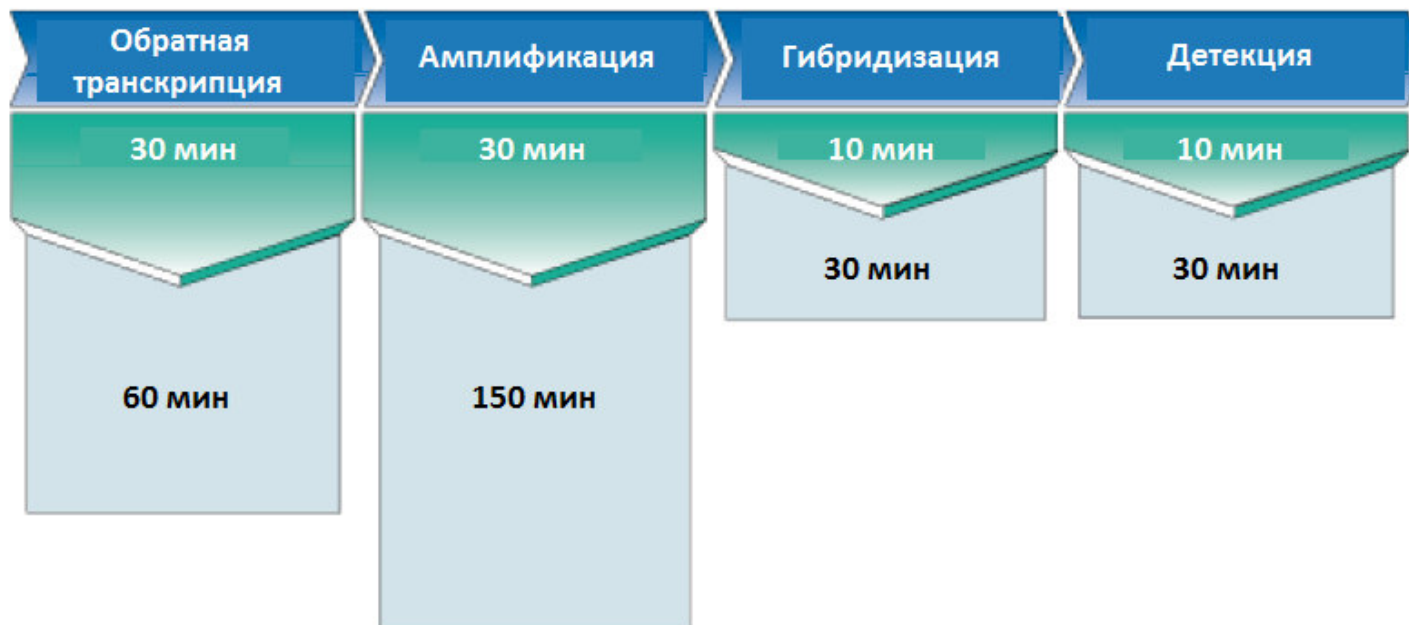 Обратная
транскрипция
Амплификация
Гибридизация
Детекция
30 мин
30 мин
10 мин
10 мин
30 мин
30 мин
60 мин
150 мин